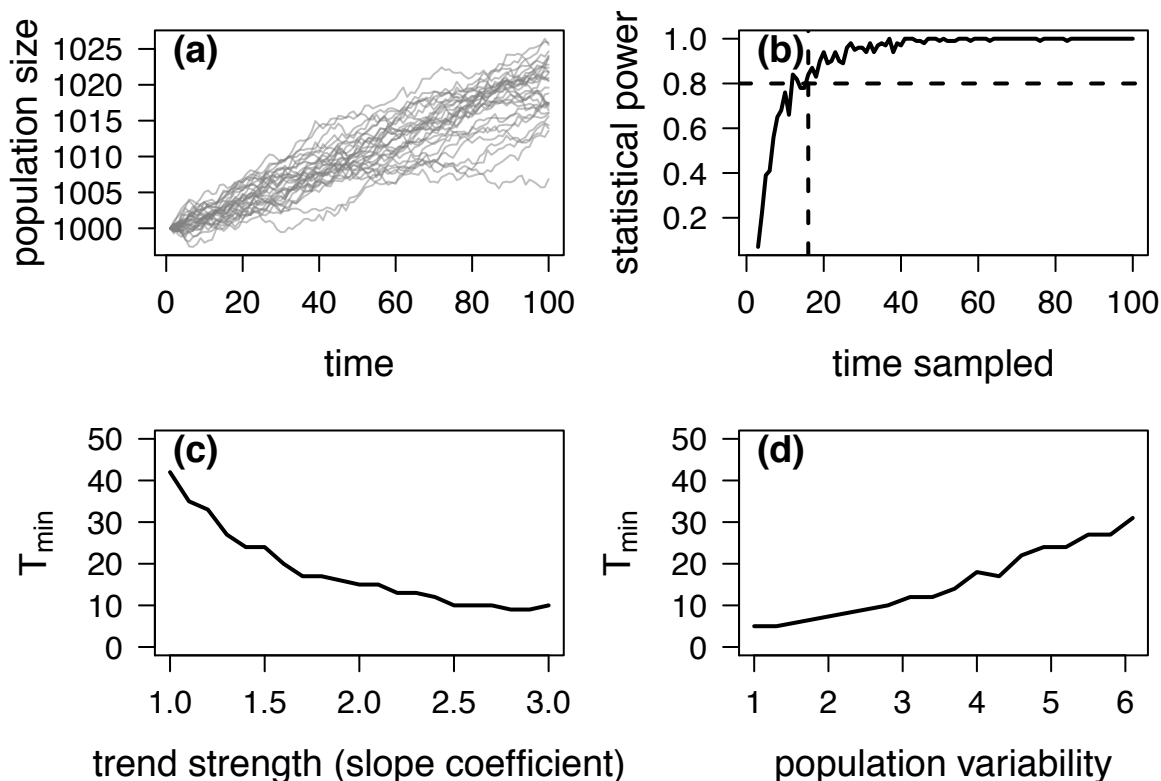 population size
1025
1020
1015
1010
1005
1000
(a)
0 20 40 60 80 100
time
statistical power
1.0
0.8
0.6
0.4
0.2
(b)
0 20 40 60 80 100
time sampled
T_min
50
40
30
20
10
0
(c)
1.0 1.5 2.0 2.5 3.0
trend strength (slope coefficient)
T_min
50
40
30
20
10
0
(d)
1 2 3 4 5 6
population variability